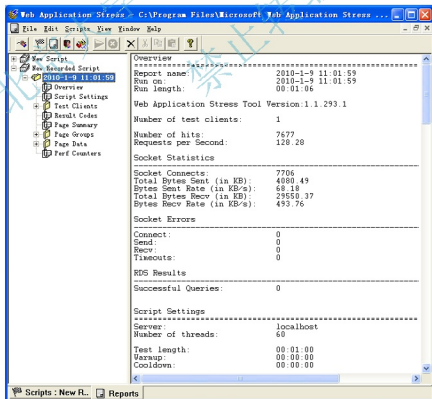 Web Application Stress - C:\Program Files\Microsoft Web Application Stress ...
File Edit Scripts View Window Help
New Script
New Recorded Script
2010-1-9 11:01:59
Overview
Script Settings
Test Clients
Result Codes
Page Summary
Page Groups
Page Data
Perf Counters
Overview
Report name: 2010-1-9 11:01:59
Run on: 2010-1-9 11:01:59
Run length: 00:01:06
Web Application Stress Tool Version:1.1.293.1
Number of test clients: 1
Number of hits: 7677
Requests per Second: 128.28
Socket Statistics
Socket Connects: 7706
Total Bytes Sent (in KB): 4080.49
Bytes Sent Rate (in KB/s): 68.18
Total Bytes Recv (in KB): 29550.37
Bytes Recv Rate (in KB/s): 493.76
Socket Errors
Connect: 0
Send: 0
Recv: 0
Timeouts: 0
RDS Results
Successful Queries: 0
Script Settings
Server: localhost
Number of threads: 60
Test length: 00:01:00
Warmup: 00:00:00
Cooldown: 00:00:00
Scripts : New R..
Reports